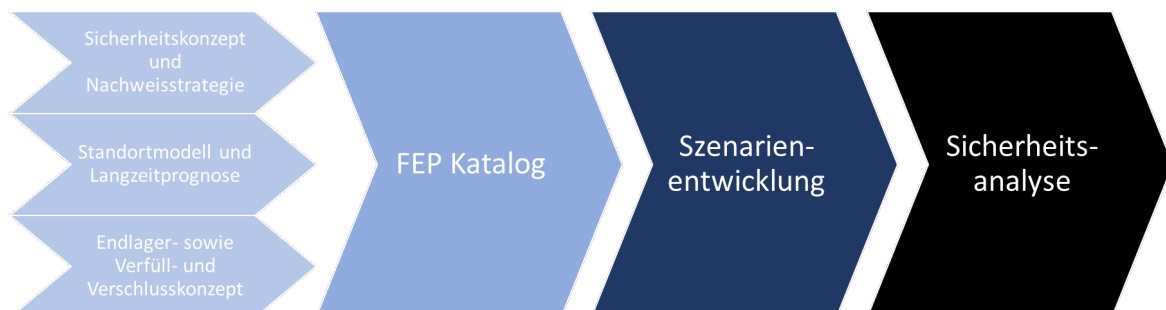 Sicherheitskonzept
und
Nachweisstrategie
Standortmodell und
Langzeitprognose
Endlager- sowie
Verfüll- und
Verschlusskonzept
FEP Katalog
Szenarien-
entwicklung
Sicherheits-
analyse